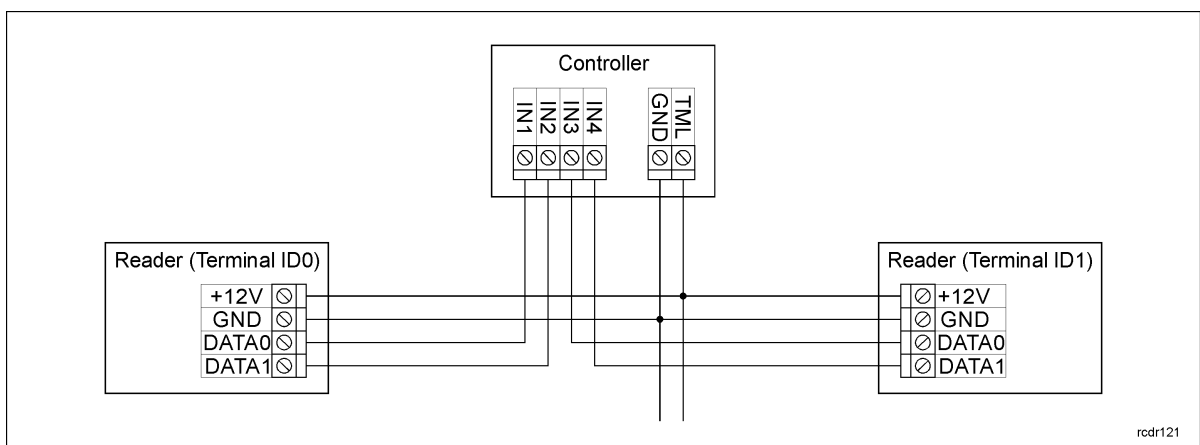 Controller
IN1
IN2
IN3
IN4
GND
TML
Reader (Terminal ID0)
+12V
GND
DATA0
DATA1
Reader (Terminal ID1)
+12V
GND
DATA0
DATA1
rcdr121